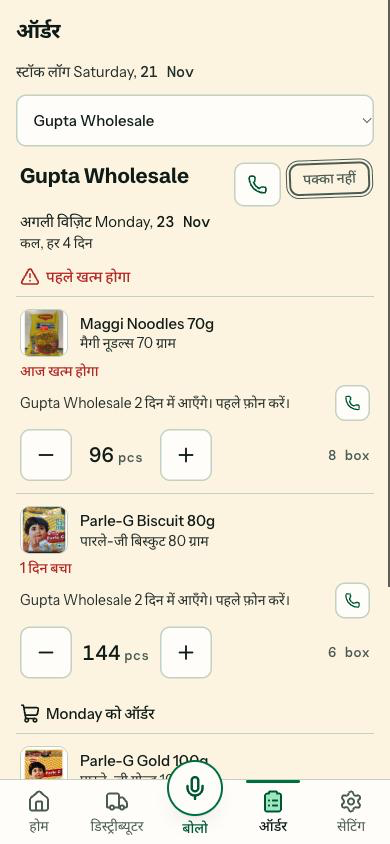 ऑर्डर
स्टॉक लॉग Saturday, 21 Nov
Gupta Wholesale
Gupta Wholesale
पक्का नहीं
अगली विज़िट Monday, 23 Nov
कल, हर 4 दिन
पहले खत्म होगा
Maggi Noodles 70g
मैगी नूडल्स 70 ग्राम
आज खत्म होगा
Gupta Wholesale 2 दिन में आएँगे। पहले फ़ोन करें।
96 pcs
8 box
Parle-G Biscuit 80g
पारले-जी बिस्कुट 80 ग्राम
1 दिन बचा
Gupta Wholesale 2 दिन में आएँगे। पहले फ़ोन करें।
144 pcs
6 box
Monday को ऑर्डर
Parle-G Gold 100g
होम
डिस्ट्रीब्यूटर
बोलो
ऑर्डर
सेटिंग